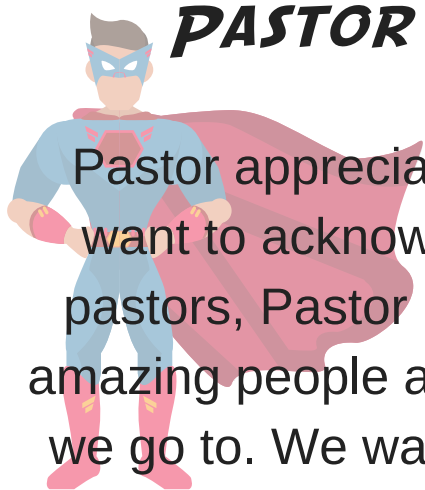 PASTOR
Pastor apprecia
want to acknow
pastors, Pastor
amazing people a
we go to. We wa